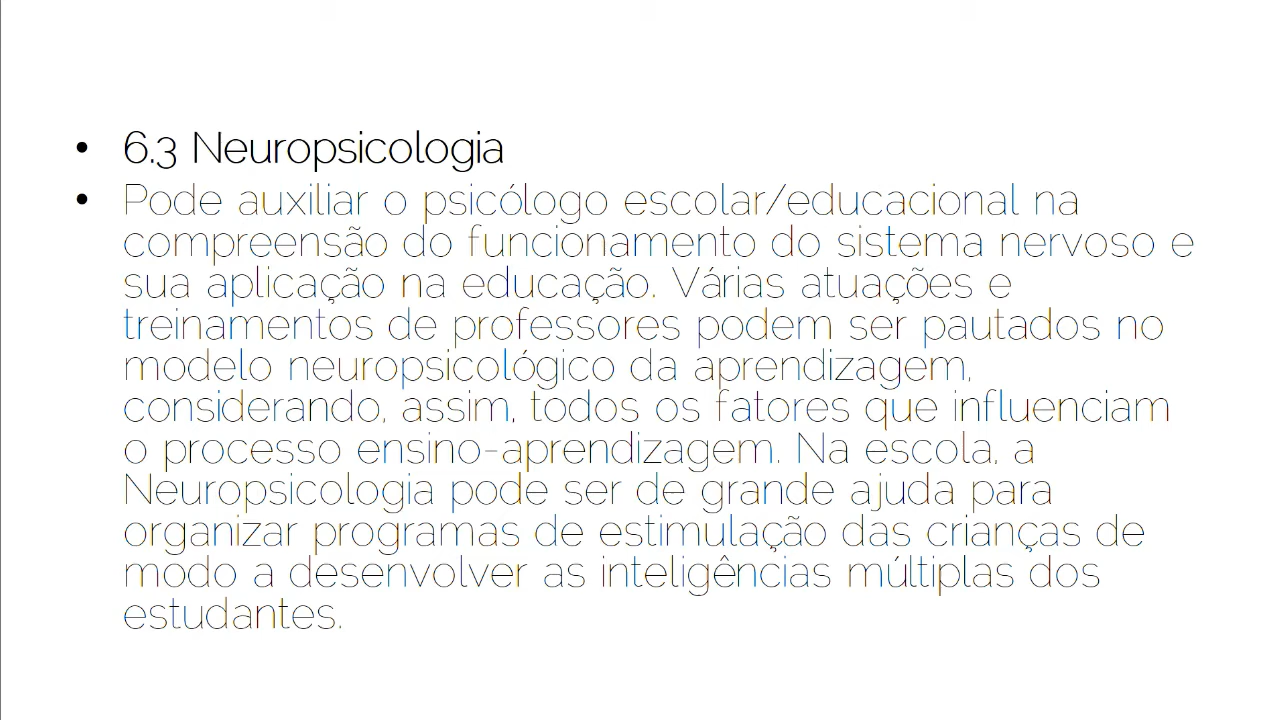 • 6.3 Neuropsicologia
• Pode auxiliar o psicólogo escolar/educacional na
compreensão do funcionamento do sistema nervoso e
sua aplicação na educação. Várias atuações e
treinamentos de professores podem ser pautados no
modelo neuropsicológico da aprendizagem,
considerando, assim, todos os fatores que influenciam
o processo ensino-aprendizagem. Na escola, a
Neuropsicologia pode ser de grande ajuda para
organizar programas de estimulação das crianças de
modo a desenvolver as inteligências múltiplas dos
estudantes.